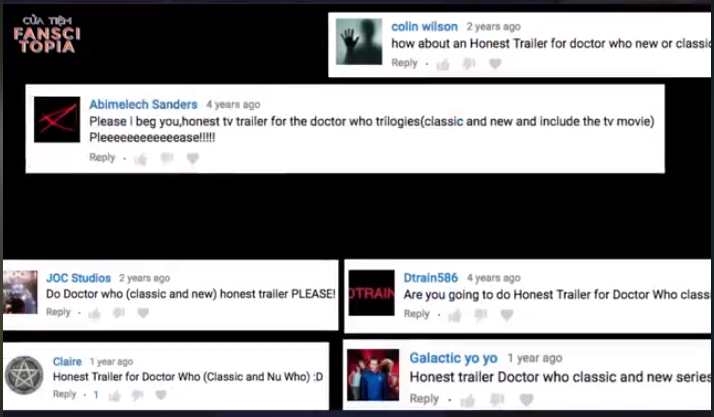 CỬA TIỆM
FANSCI
TOPIA
colin wilson 2 years ago
how about an Honest Trailer for doctor who new or classic
Reply
Abimelech Sanders 4 years ago
Please i beg you,honest tv trailer for the doctor who trilogies(classic and new and include the tv movie)
Pleeeeeeeeeeeease!!!!!
Reply
JOC Studios 2 years ago
Do Doctor who (classic and new) honest trailer PLEASE!
Reply
DTRAIN
Dtrain586 4 years ago
Are you going to do Honest Trailer for Doctor Who class
Reply
Claire 1 year ago
Honest Trailer for Doctor Who (Classic and Nu Who) :D
Reply 1
Galactic yo yo 1 year ago
Honest trailer Doctor who classic and new series
Reply